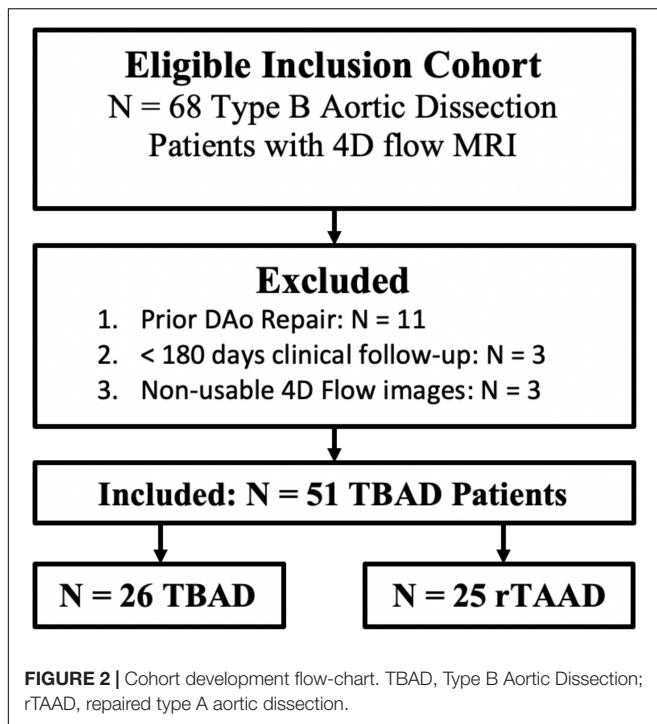 Eligible Inclusion Cohort
N = 68 Type B Aortic Dissection
Patients with 4D flow MRI
Excluded
1. Prior DAo Repair: N = 11
2. < 180 days clinical follow-up: N = 3
3. Non-usable 4D Flow images: N = 3
Included: N = 51 TBAD Patients
N = 26 TBAD
N = 25 rTAAD
FIGURE 2 | Cohort development flow-chart. TBAD, Type B Aortic Dissection;
rTAAD, repaired type A aortic dissection.